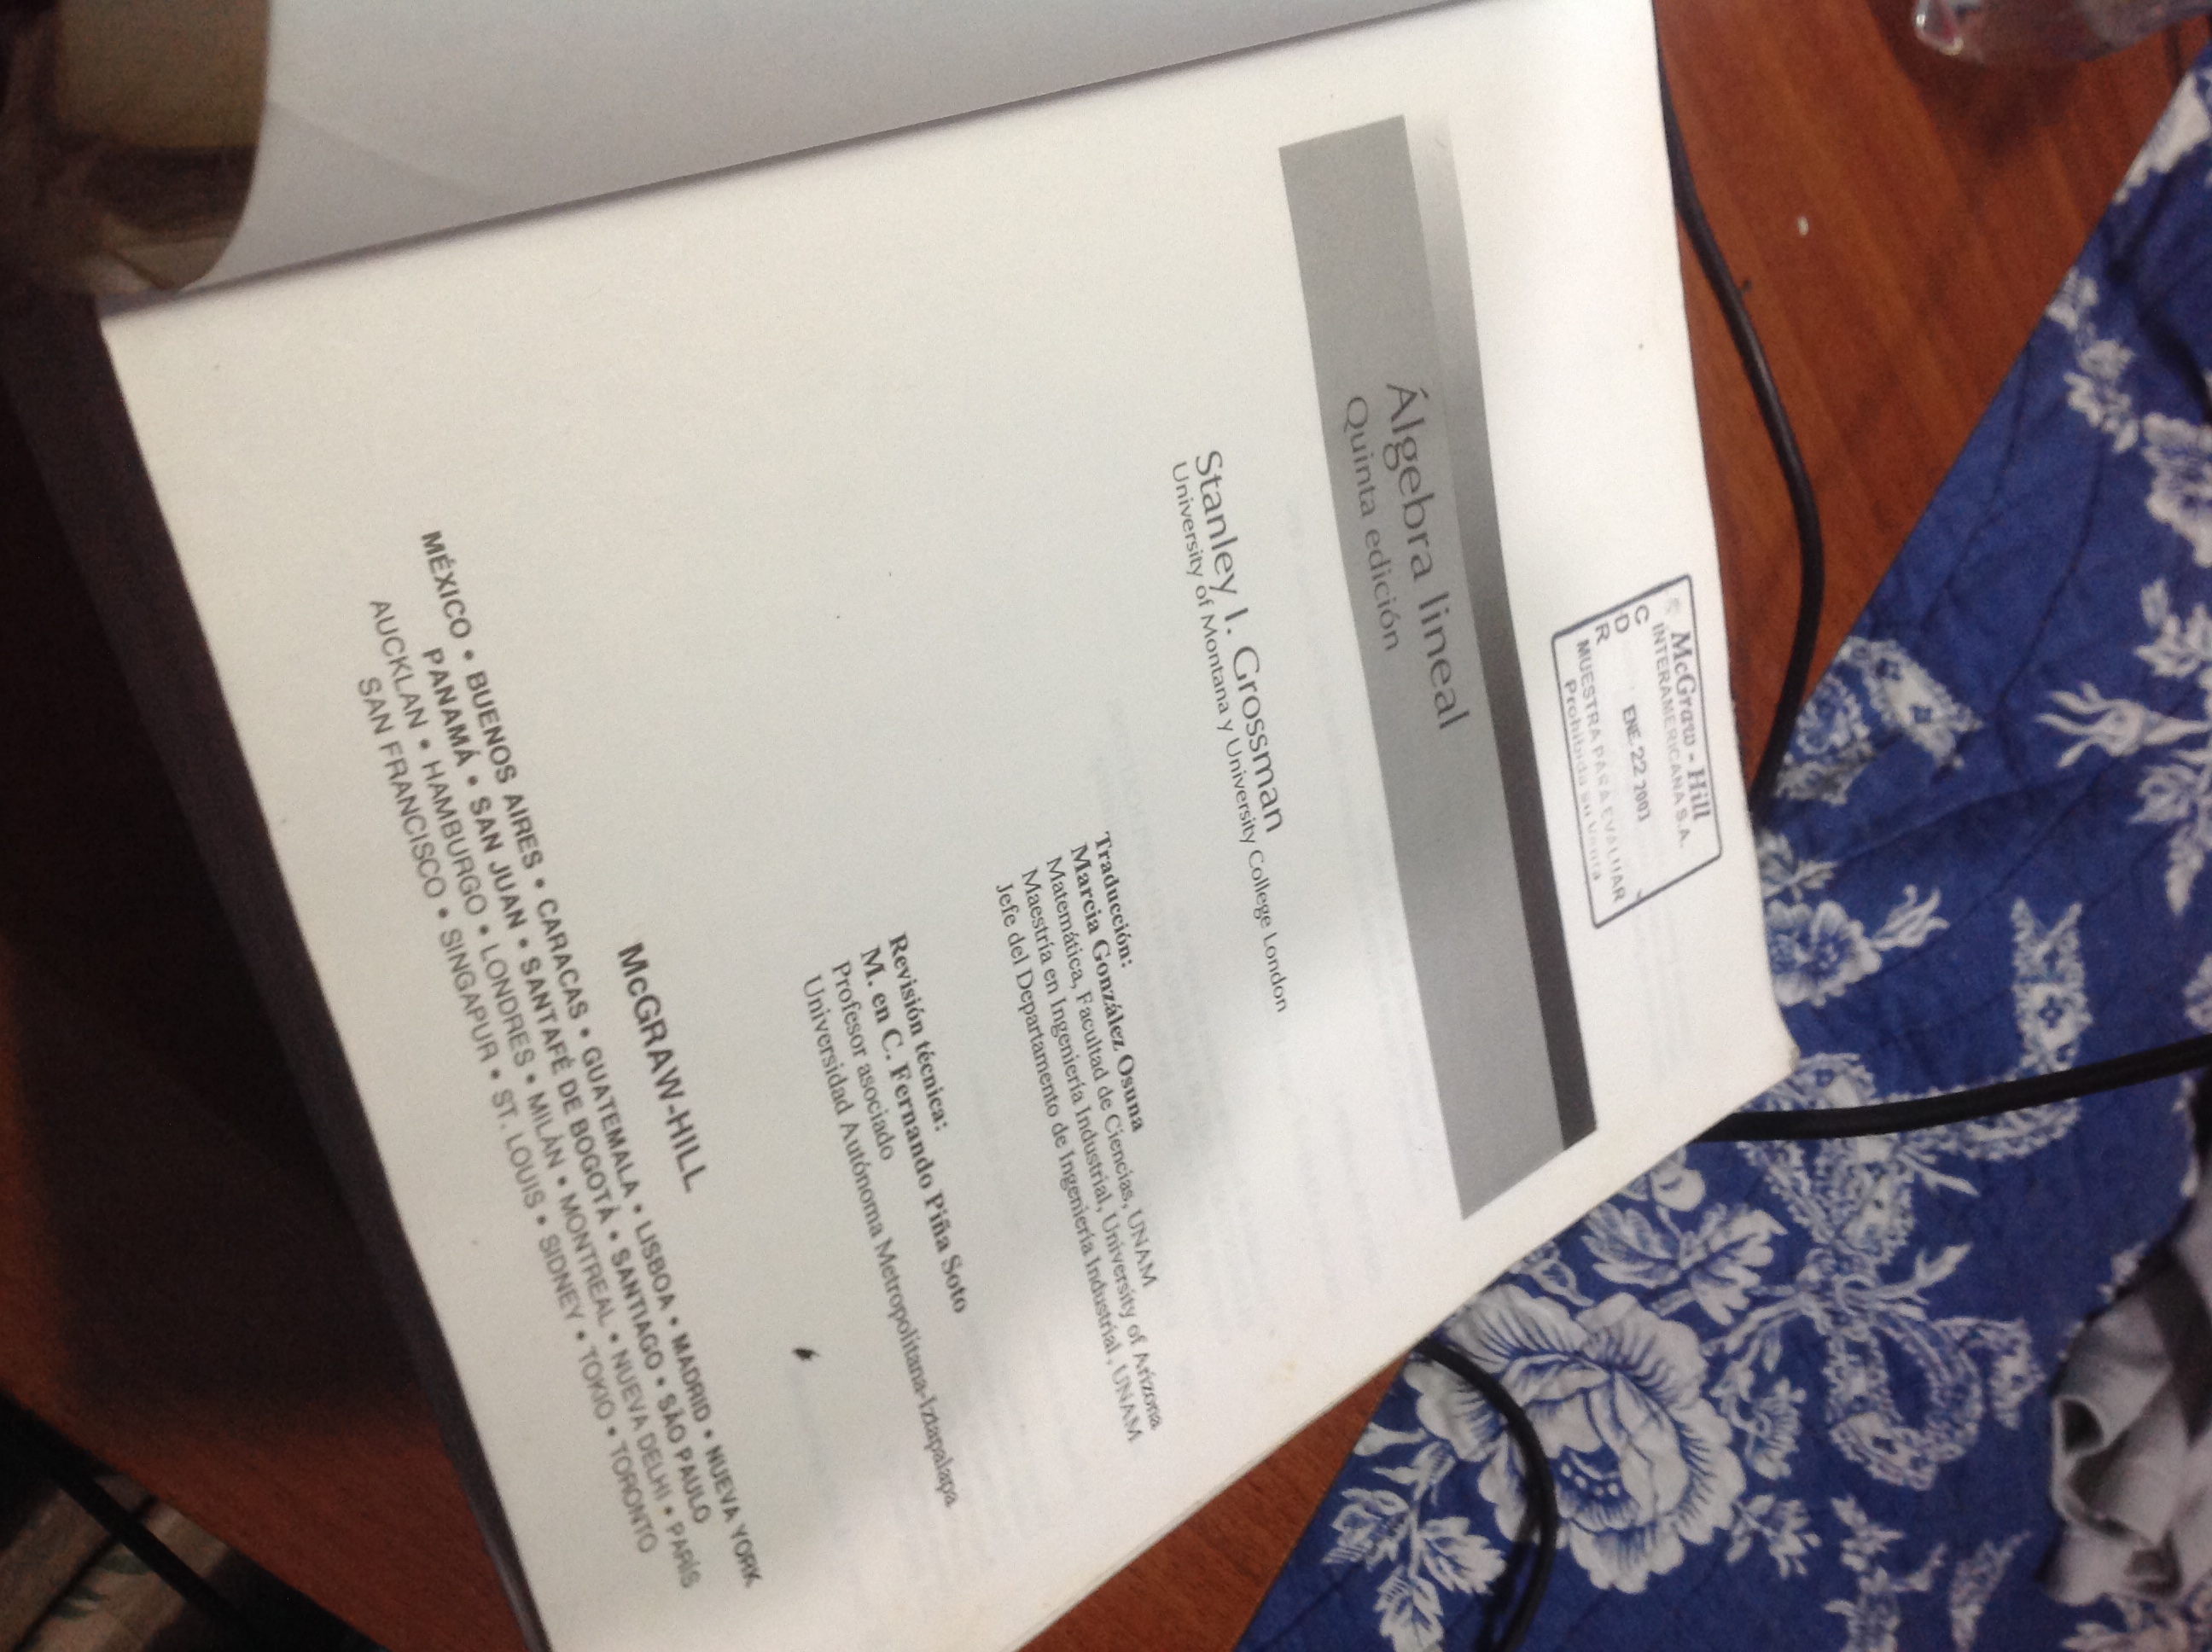 McGraw-Hill
INTERAMERICANA S.A.
C
D
R
ENE. 22 2003
MUESTRA PARA EVALUAR
Prohibida su Venta
Álgebra lineal
Quinta edición
Stanley I. Grossman
University of Montana y University College London
Traducción:
Marcia González Osuna
Matemática, Facultad de Ciencias, UNAM
Maestría en Ingeniería Industrial, University of Arizona
Jefe del Departamento de Ingeniería Industrial, UNAM
Revisión técnica:
M. en C. Fernando Piña Soto
Profesor asociado
Universidad Autónoma Metropolitana-Iztapalapa
McGRAW-HILL
MÉXICO • BUENOS AIRES • CARACAS • GUATEMALA • LISBOA • MADRID • NUEVA YORK
PANAMÁ • SAN JUAN • SANTAFÉ DE BOGOTÁ • SANTIAGO • SÃO PAULO
AUCKLAN • HAMBURGO • LONDRES • MILÁN • MONTREAL • NUEVA DELHI • PARÍS
SAN FRANCISCO • SINGAPUR • ST. LOUIS • SIDNEY • TOKIO • TORONTO